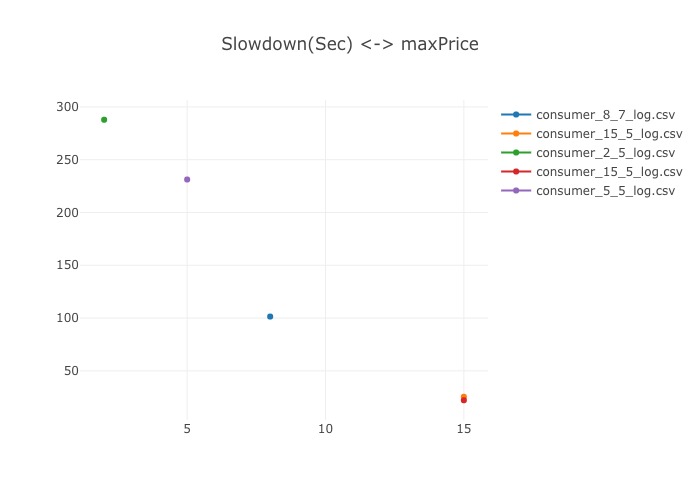 Slowdown(Sec) <-> maxPrice
300
250
200
150
100
50
5
10
15
consumer_8_7_log.csv
consumer_15_5_log.csv
consumer_2_5_log.csv
consumer_15_5_log.csv
consumer_5_5_log.csv